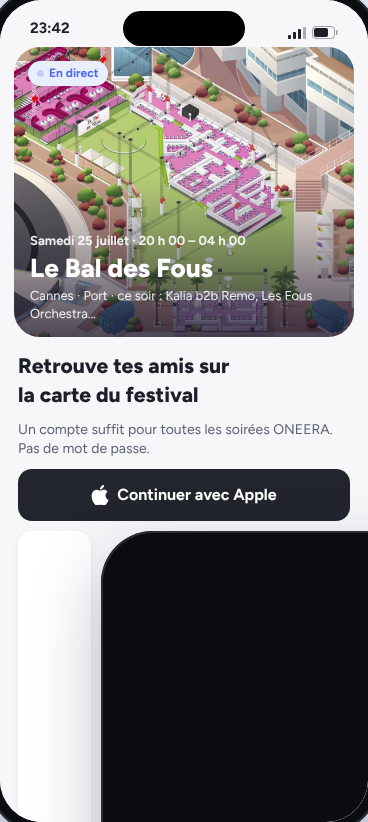 23:42
En direct
Samedi 25 juillet · 20 h 00 – 04 h 00
Le Bal des Fous
Cannes · Port · ce soir : Kalia b2b Remo, Les Fous
Orchestra...
Retrouve tes amis sur
la carte du festival
Un compte suffit pour toutes les soirées ONEERA.
Pas de mot de passe.
Continuer avec Apple